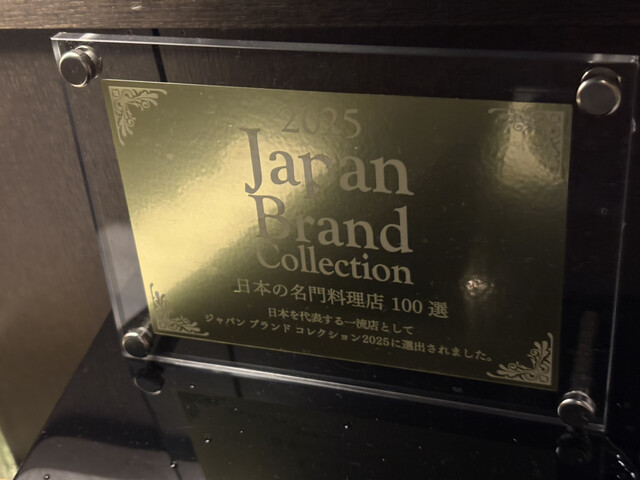 2025
Japan
Brand
Collection
日本の名門料理店 100 選
日本を代表する一流店として
ジャパン ブランド コレクション2025に選出されました。